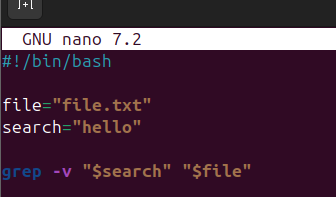 GNU nano 7.2
#!/bin/bash
file="file.txt"
search="hello"
grep -v "$search" "$file"